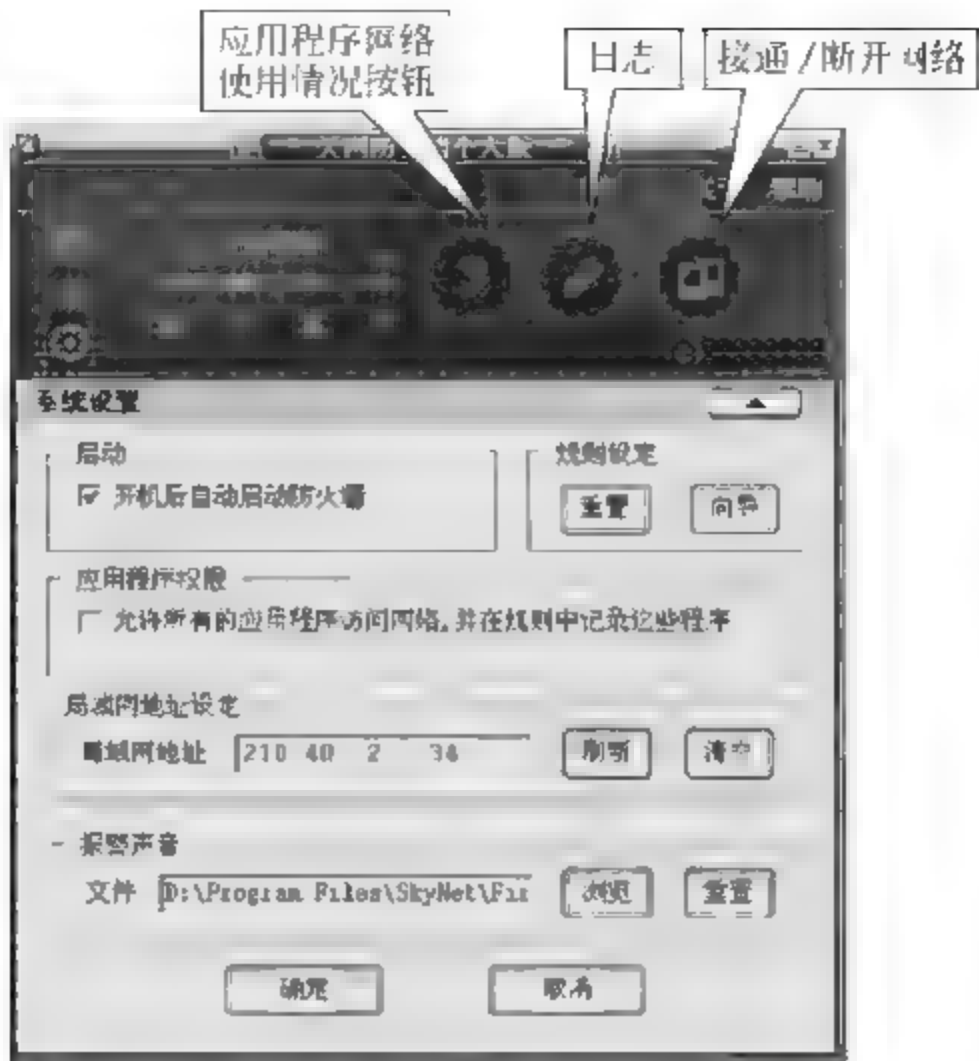 应用程序网络
使用情况按钮
日志
接通/断开网络
系统设置
启动
开机后自动启动防火墙
规则设定
重置
向导
应用程序权限
允许所有的应用程序访问网络,并在规则中记录这些程序
局域网地址设定
局域网地址 210 40 2 34
刷新
清空
报警声音
文件 D:\Program Files\SkyNet\Fir
浏览
重置
确定
取消